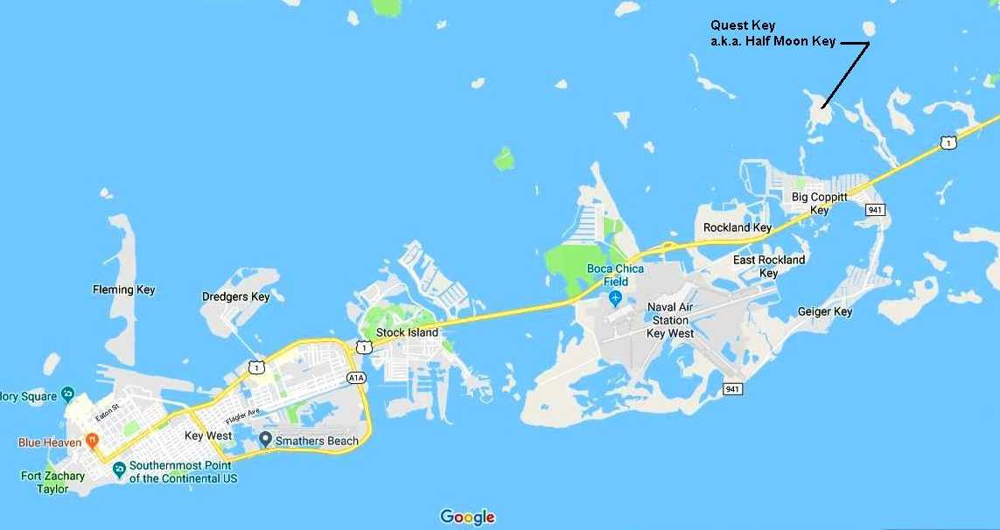 Quest Key
a.k.a. Half Moon Key
1
Big Coppitt
Key
941
Rockland Key
East Rockland
Key
Boca Chica
Field
Fleming Key
Dredgers Key
Naval Air
Station
Key West
Geiger Key
Stock Island
1
1
A1A
941
lory Square
Eaton St
Flagler Ave
Key West
Blue Heaven
Smathers Beach
Southernmost Point
of the Continental US
Fort Zachary
Taylor
Google